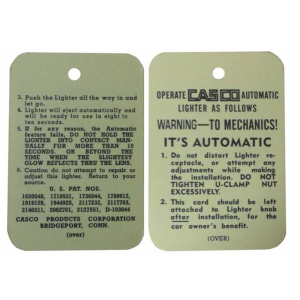 3. Push the Lighter all the way in and
let go.
4. Lighter will eject automatically and
will be ready for use in eight to
ten seconds.
5. If for any reason, the Automatic
feature fails, DO NOT HOLD THE
LIGHTER INTO CONTACT MAN-
UALLY FOR MORE THAN 10
SECONDS, OR BEYOND THE
TIME WHEN THE SLIGHTEST
GLOW REFLECTS THRU THE LENS.
6. Caution do not attempt to repair or
adjust this lighter. Return to your
source.
U. S. PAT. NOS.
CASCO PRODUCTS CORPORATION
BRIDGEPORT, CONN.
(over)
OPERATE CASCO AUTOMATIC
LIGHTER AS FOLLOWS
WARNING—TO MECHANICS!
IT'S AUTOMATIC
1. Do not distort Lighter re-
ceptacle, or attempt any
adjustments while making
the installation. DO NOT
TIGHTEN U-CLAMP NUT
EXCESSIVELY.
2. This card should be left
attached to Lighter knob
after installation, for the
car owner's benefit.
(OVER)